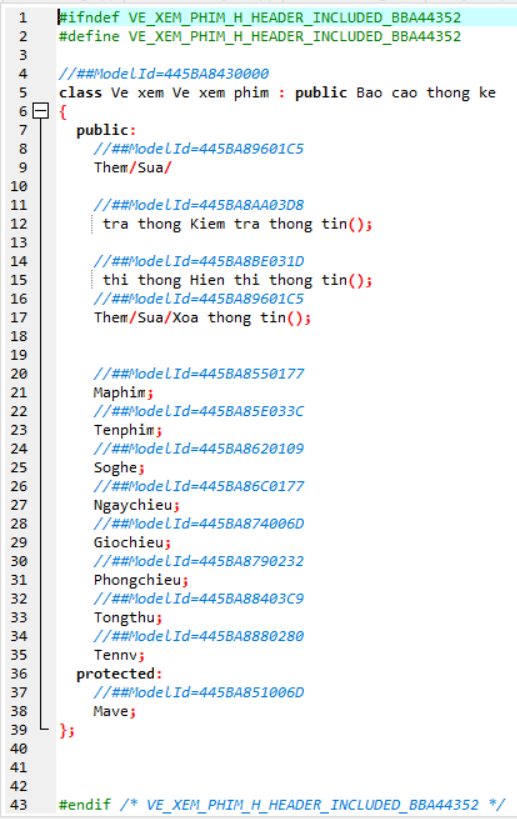 1 #ifndef VE_XEM_PHIM_H_HEADER_INCLUDED_BBA44352
2 #define VE_XEM_PHIM_H_HEADER_INCLUDED_BBA44352
3
4 //##ModelId=445BA8430000
5 class Ve xem Ve xem phim : public Bao cao thong ke
6 {
7 public:
8 //##ModelId=445BA89601C5
9 Them/Sua/
10
11 //##ModelId=445BA8AA03D8
12 tra thong Kiem tra thong tin();
13
14 //##ModelId=445BA8BE031D
15 thi thong Hien thi thong tin();
16 //##ModelId=445BA89601C5
17 Them/Sua/Xoa thong tin();
18
19
20 //##ModelId=445BA8550177
21 Maphim;
22 //##ModelId=445BA85E033C
23 Tenphim;
24 //##ModelId=445BA8620109
25 Soghe;
26 //##ModelId=445BA86C0177
27 Ngaychieu;
28 //##ModelId=445BA874006D
29 Giochieu;
30 //##ModelId=445BA8790232
31 Phongchieu;
32 //##ModelId=445BA88403C9
33 Tongthu;
34 //##ModelId=445BA8880280
35 Tennv;
36 protected:
37 //##ModelId=445BA851006D
38 Mave;
39 };
40
41
42
43 #endif /* VE_XEM_PHIM_H_HEADER_INCLUDED_BBA44352 */